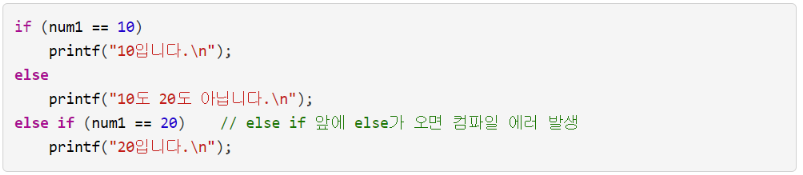 if (num1 == 10)
    printf("10입니다.\n");
else
    printf("10도 20도 아닙니다.\n");
else if (num1 == 20)    // else if 앞에 else가 오면 컴파일 에러 발생
    printf("20입니다.\n");